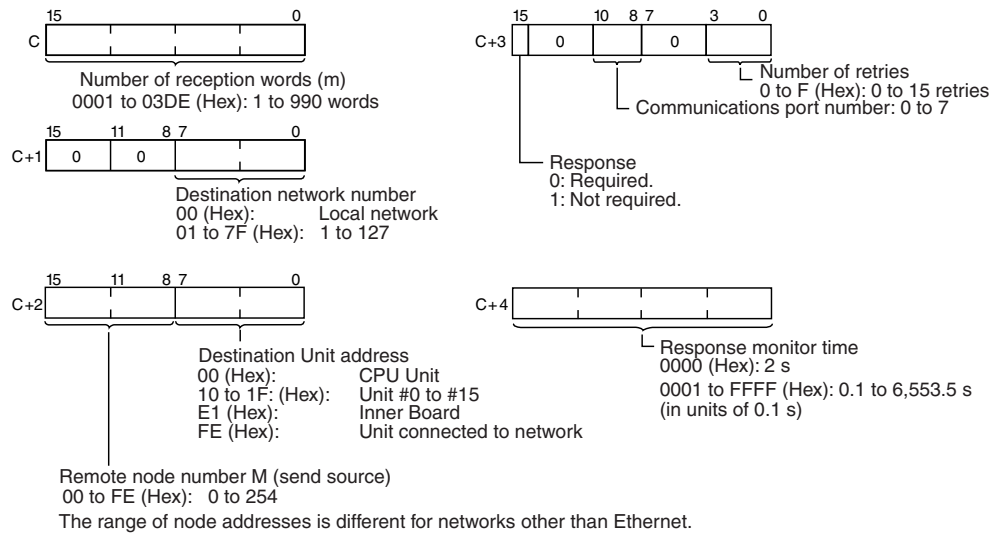 15 0
C
Number of reception words (m)
0001 to 03DE (Hex): 1 to 990 words
15 11 8 7 0
C+1 0 0
Destination network number
00 (Hex): Local network
01 to 7F (Hex): 1 to 127
15 11 8 7 0
C+2
Destination Unit address
00 (Hex): CPU Unit
10 to 1F: (Hex): Unit #0 to #15
E1 (Hex): Inner Board
FE (Hex): Unit connected to network
Remote node number M (send source)
00 to FE (Hex): 0 to 254
The range of node addresses is different for networks other than Ethernet.
15 10 8 7 3 0
C+3 0 0
Number of retries
0 to F (Hex): 0 to 15 retries
Communications port number: 0 to 7
Response
0: Required.
1: Not required.
C+4
Response monitor time
0000 (Hex): 2 s
0001 to FFFF (Hex): 0.1 to 6,553.5 s
(in units of 0.1 s)